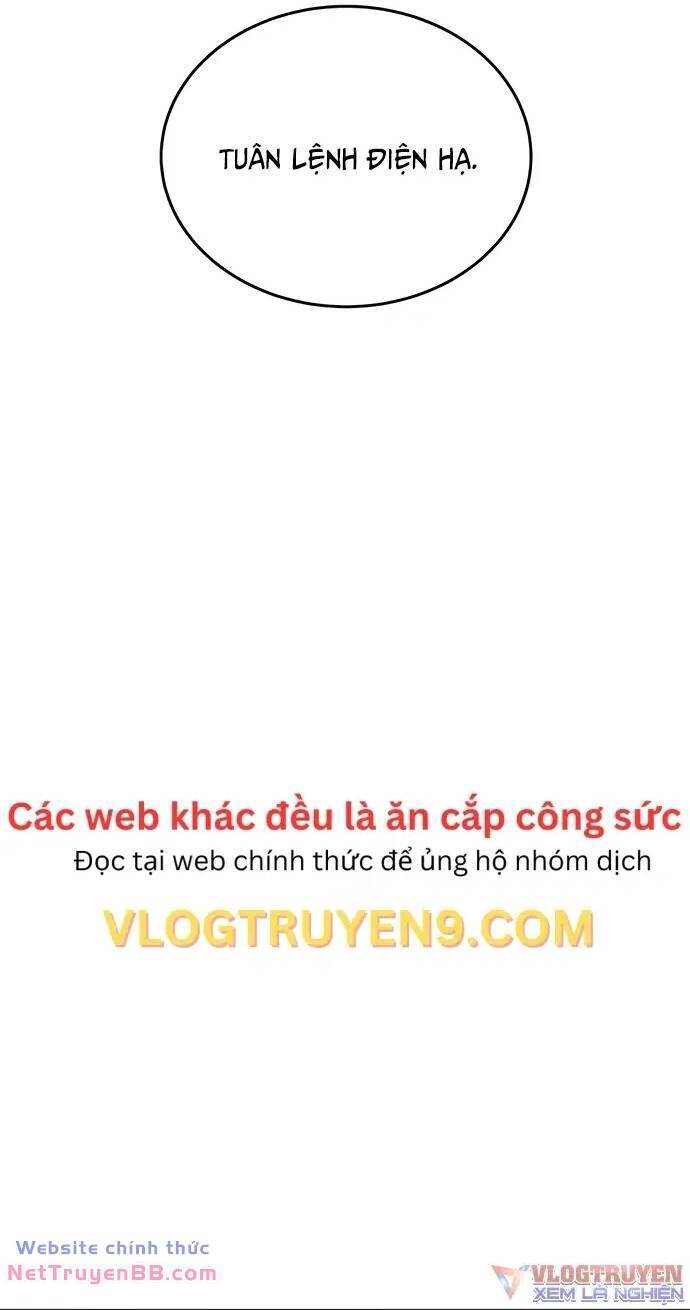 TUÂN LỆNH ĐIỆN HẠ.
Các web khác đều là ăn cắp công sức
Đọc tại web chính thức để ủng hộ nhóm dịch
VLOGTRUYEN9.COM
Website chính thức
NetTruyenBB.com
VLOGTRUYEN
XEM LÀ NGHIỆN